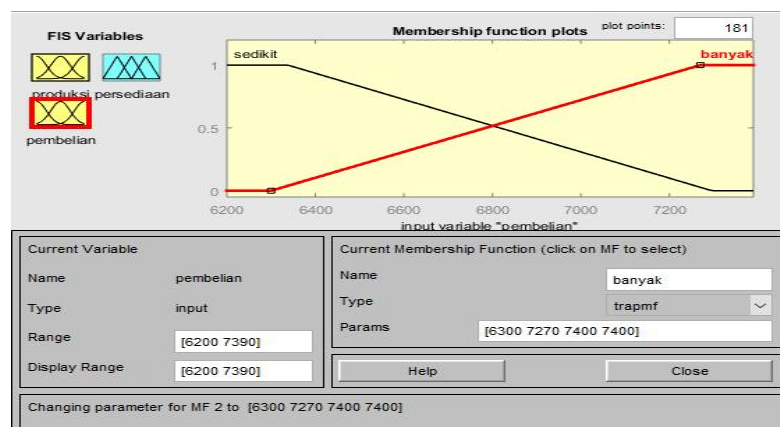 FIS Variables
Membership function plots
plot points:
181
produksi persediaan
pembelian
sedikit
banyak
1
0.5
0
6200 6400 6600 6800 7000 7200
input variable "pembelian"
Current Variable
Name pembelian
Type input
Range [6200 7390]
Display Range [6200 7390]
Current Membership Function (click on MF to select)
Name banyak
Type trapmf
Params [6300 7270 7400 7400]
Help Close
Changing parameter for MF 2 to [6300 7270 7400 7400]